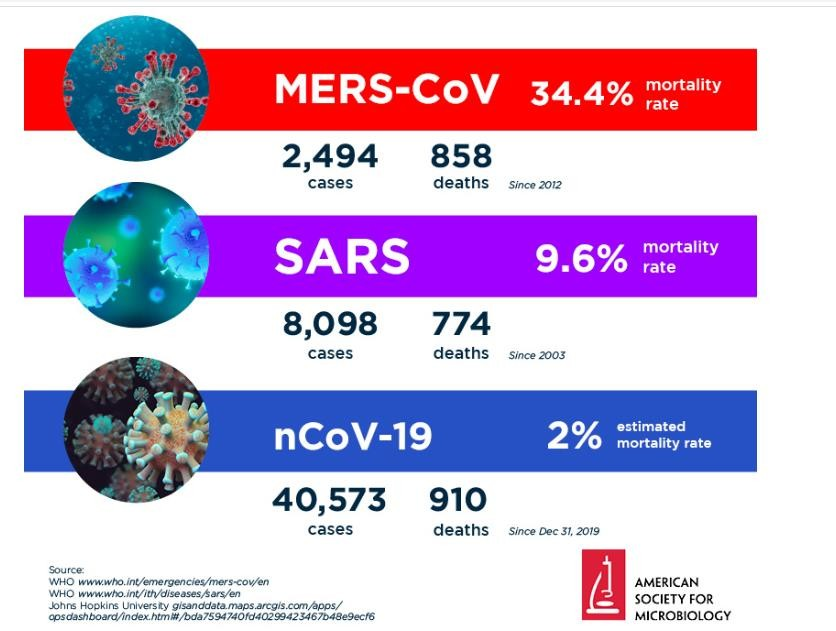 MERS-CoV 34.4% mortality rate
2,494 858
cases deaths Since 2012
SARS 9.6% mortality rate
8,098 774
cases deaths Since 2003
nCoV-19 2% estimated mortality rate
40,573 910
cases deaths Since Dec 31, 2019
Source:
WHO www.who.int/emergencies/mers-cov/en
WHO www.who.int/ith/diseases/sars/en
Johns Hopkins University gisanddata.maps.arcgis.com/apps/
opsdashboard/index.html#/bda7594740fd40299423467b48e9ecf6
AMERICAN
SOCIETY FOR
MICROBIOLOGY